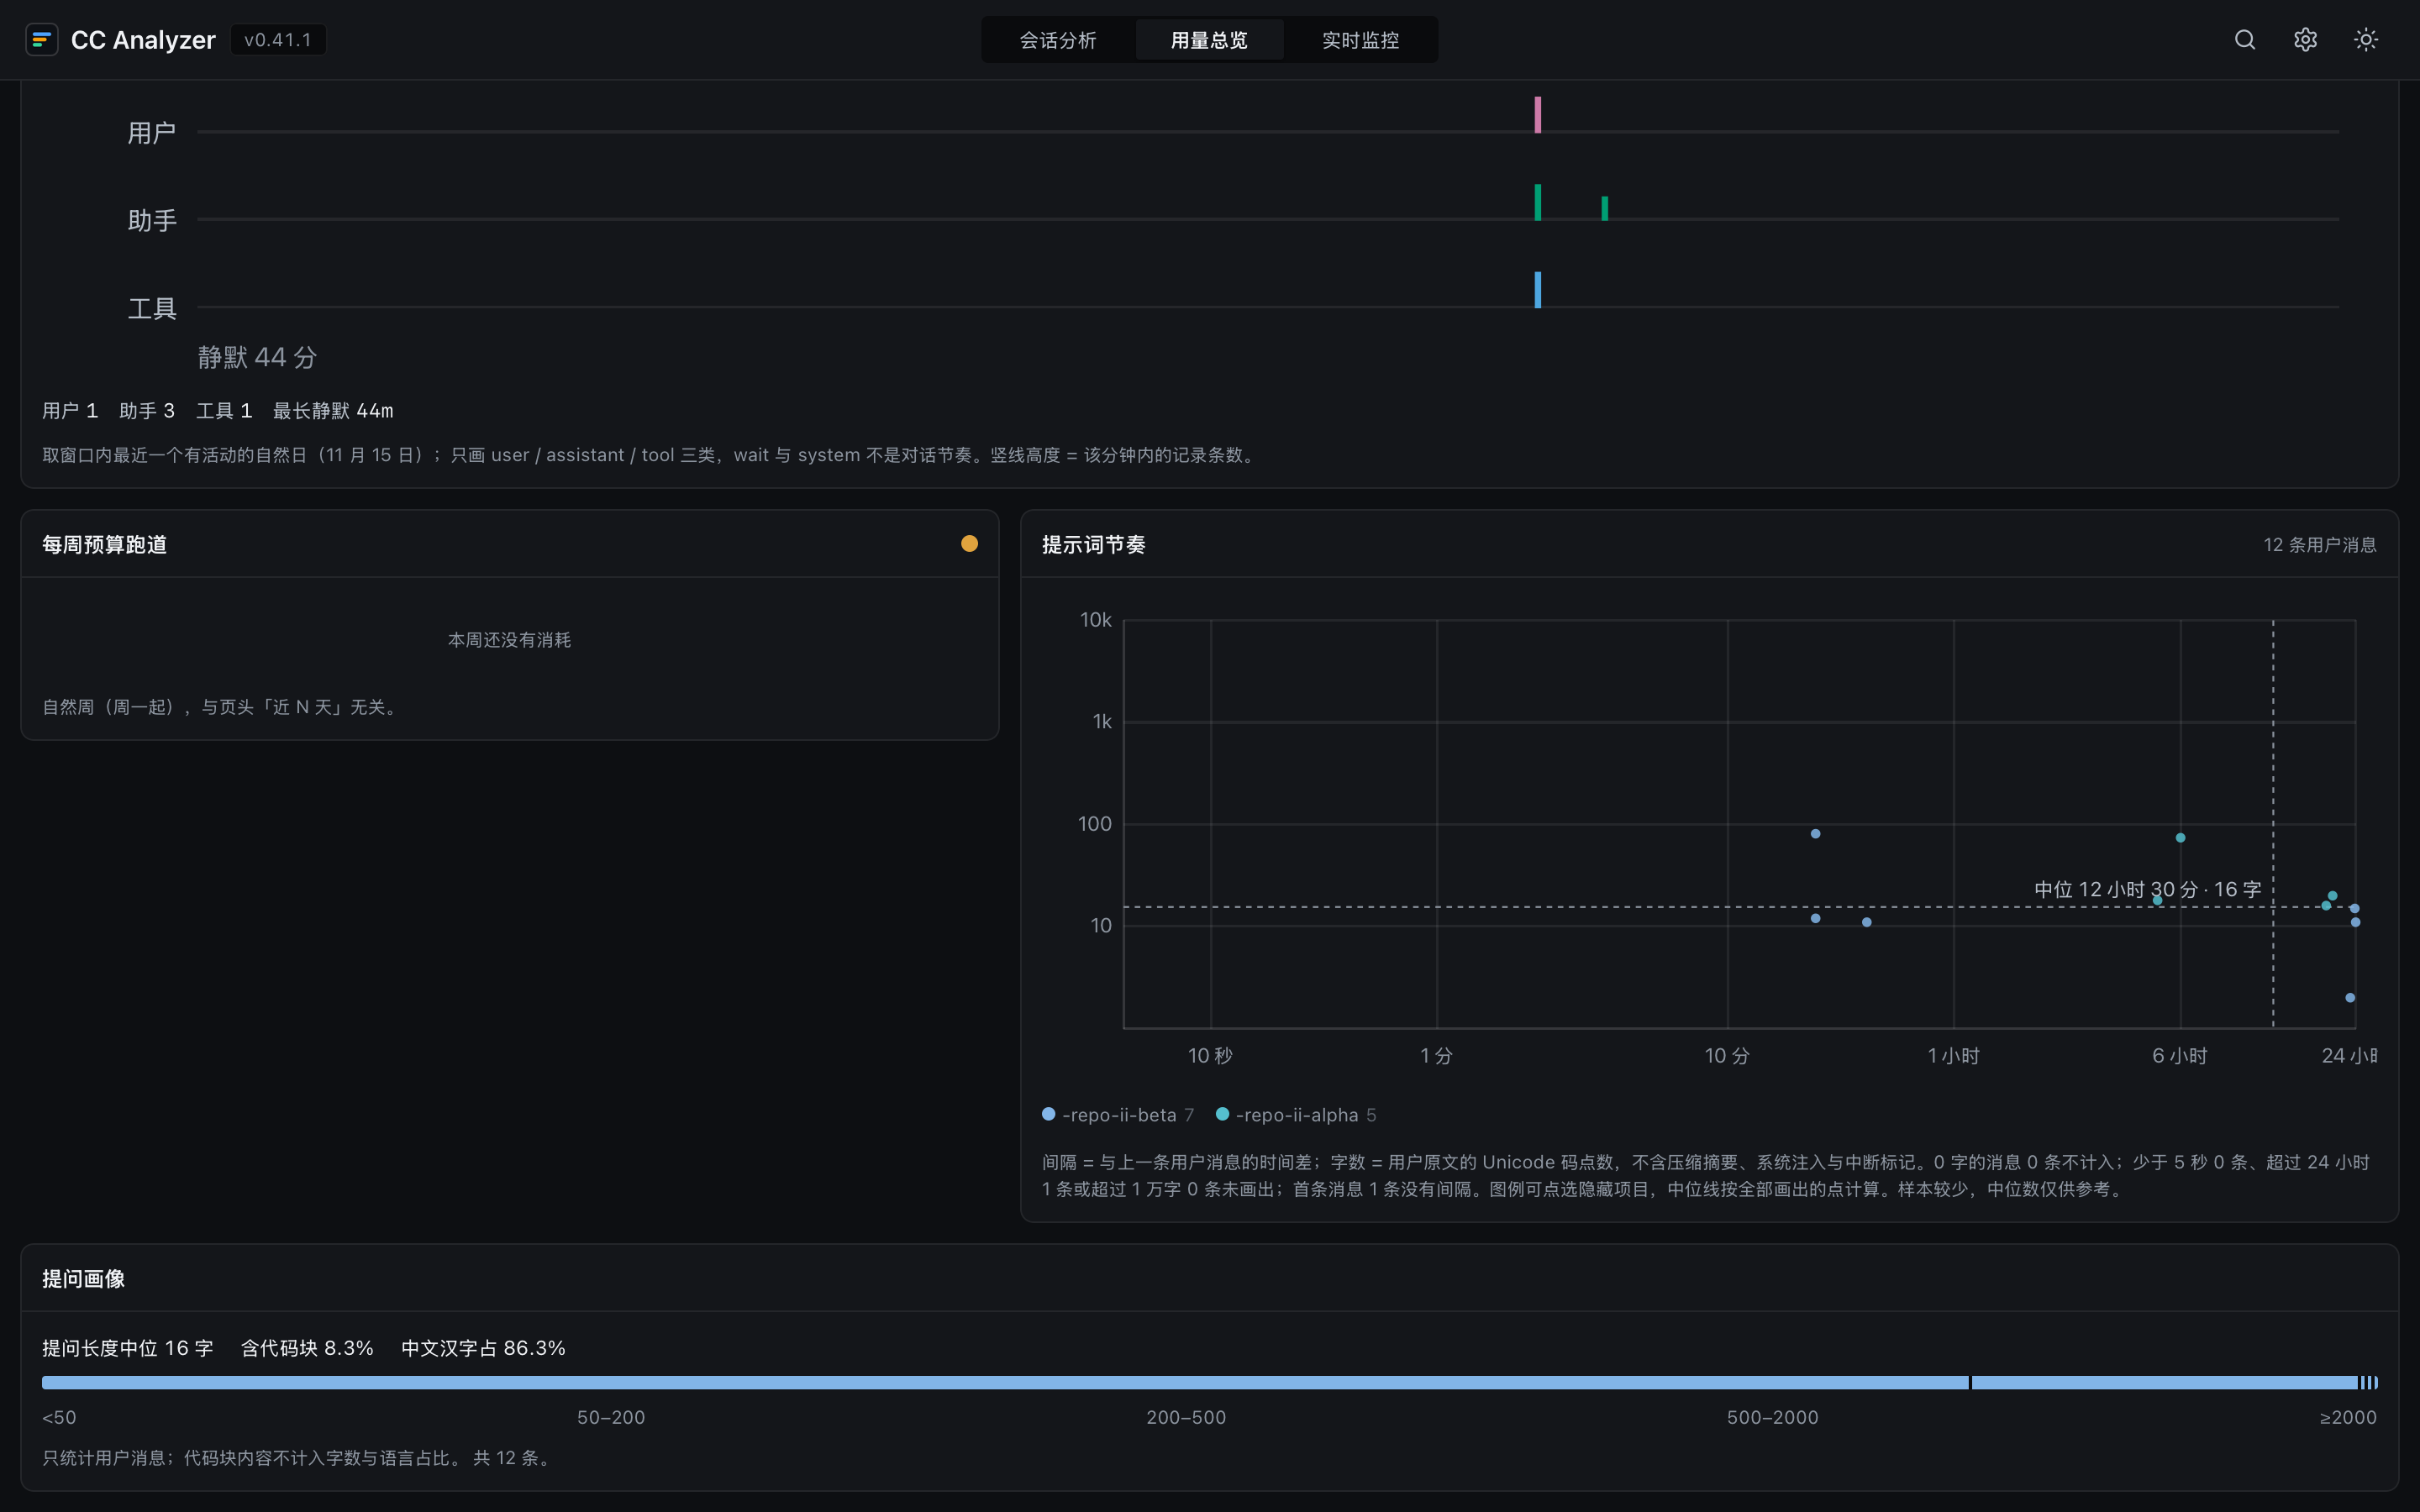 CC Analyzer v0.41.1 会话分析 用量总览 实时监控
用户
助手
工具
静默 44 分
用户 1 助手 3 工具 1 最长静默 44m
取窗口内最近一个有活动的自然日（11 月 15 日）；只画 user / assistant / tool 三类，wait 与 system 不是对话节奏。竖线高度 = 该分钟内的记录条数。
每周预算跑道
本周还没有消耗
自然周（周一起），与页头「近 N 天」无关。
提示词节奏 12 条用户消息
10k
1k
100
中位 12 小时 30 分 · 16 字
10
10 秒 1 分 10 分 1 小时 6 小时 24 小
-repo-ii-beta 7 -repo-ii-alpha 5
间隔 = 与上一条用户消息的时间差；字数 = 用户原文的 Unicode 码点数，不含压缩摘要、系统注入与中断标记。0 字的消息 0 条不计入；少于 5 秒 0 条、超过 24 小时
1 条或超过 1 万字 0 条未画出；首条消息 1 条没有间隔。图例可点选隐藏项目，中位线按全部画出的点计算。样本较少，中位数仅供参考。
提问画像
提问长度中位 16 字 含代码块 8.3% 中文汉字占 86.3%
<50 50–200 200–500 500–2000 ≥2000
只统计用户消息；代码块内容不计入字数与语言占比。 共 12 条。